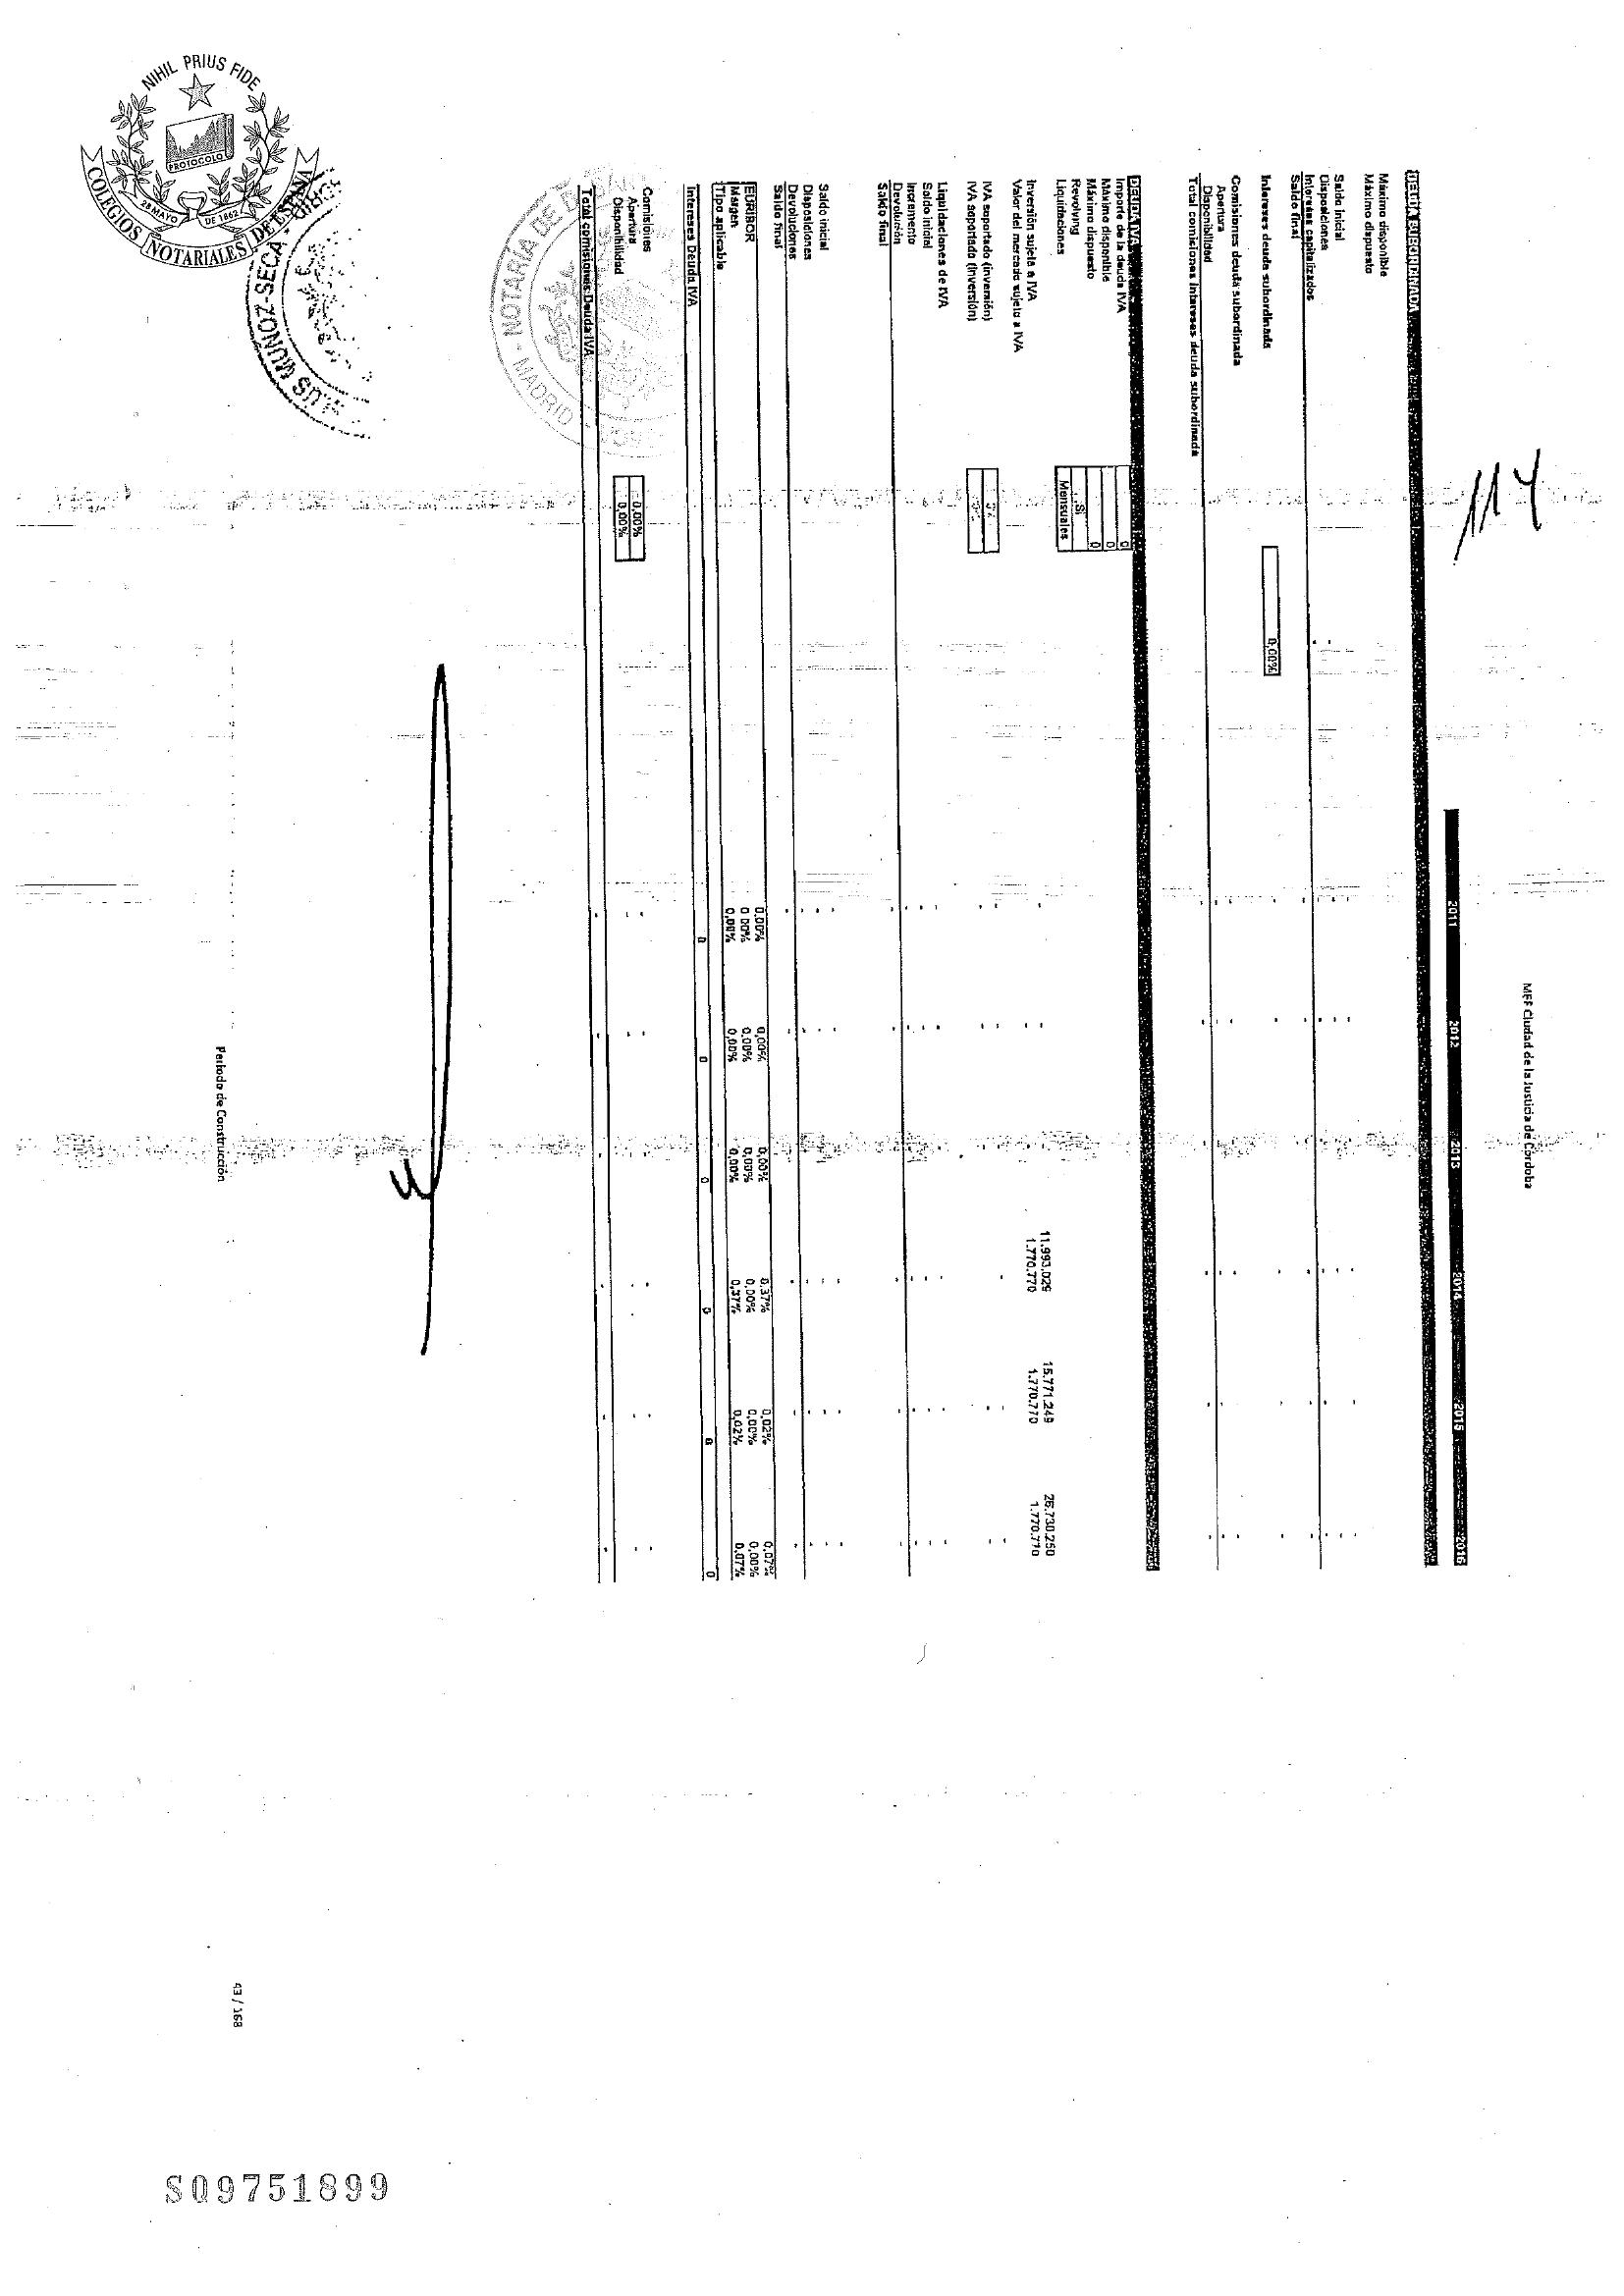 114
MEF Ciudad de la Justicia de Córdoba
2011 2012 2013 2014 2015 2016
DEUDA SUBORDINADA
Máximo disponible
Máximo dispuesto
Saldo inicial
Disposiciones
Intereses capitalizados
Saldo final
Intereses deuda subordinada 0,00%
Comisiones deuda subordinada
Apertura
Disponibilidad
Total comisiones intereses deuda subordinada
DEUDA IVA
Importe de la deuda IVA 0
Máximo disponible 0
Máximo dispuesto 0
Revolving Sí
Liquidaciones Mensuales
Inversión sujeta a IVA 11.993.029 15.771.249 26.730.250
Valor del mercado sujeto a IVA 1.770.770 1.770.770 1.770.770
IVA soportado (inversión)
IVA soportado (inversión)
Liquidaciones de IVA
Saldo inicial
Incremento
Devolución
Saldo final
Saldo inicial
Disposiciones
Devoluciones
Saldo final
EURIBOR 0,00% 0,00% 0,00% 0,37% 0,02% 0,07%
Margen 0,00% 0,00% 0,00% 0,00% 0,00% 0,00%
Tipo aplicable 0,00% 0,00% 0,00% 0,37% 0,02% 0,07%
Intereses Deuda IVA 0 0 0 0 0 0
Comisiones
Apertura 0,00%
Disponibilidad 0,00%
Total comisiones Deuda IVA
Periodo de Construcción
43 / 168
NIHIL PRIUS FIDE
PROTOCOLO
28 MAYO DE 1862
COLEGIOS NOTARIALES DE ESPAÑA
MUÑOZ-SECA
NOTARÍA DE
MADRID
SQ9751899